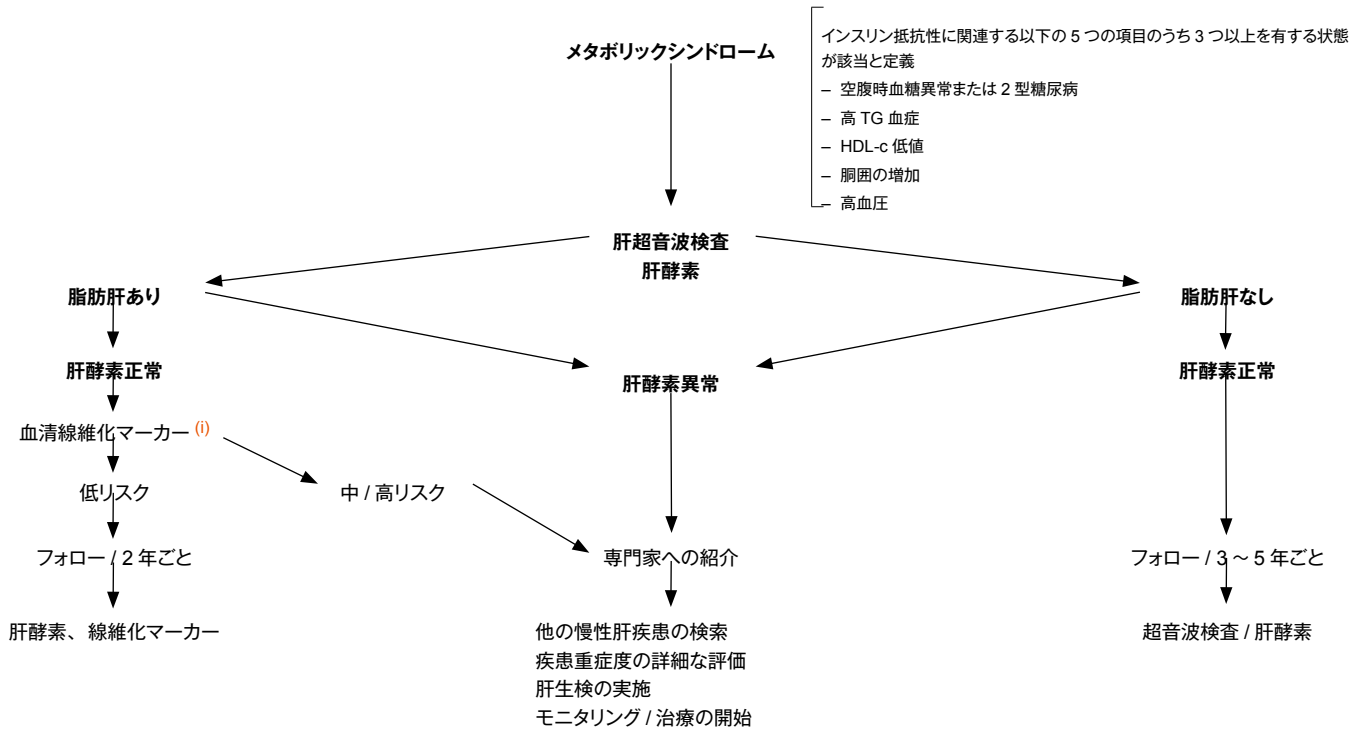 メタボリックシンドローム
インスリン抵抗性に関連する以下の 5 つの項目のうち 3 つ以上を有する状態
が該当と定義
– 空腹時血糖異常または 2 型糖尿病
– 高 TG 血症
– HDL-c 低値
– 胴囲の増加
– 高血圧
肝超音波検査
肝酵素
脂肪肝あり
脂肪肝なし
肝酵素正常
肝酵素異常
肝酵素正常
血清線維化マーカー (i)
低リスク
中 / 高リスク
フォロー / 2 年ごと
専門家への紹介
フォロー / 3 ~ 5 年ごと
肝酵素、線維化マーカー
他の慢性肝疾患の検索
疾患重症度の詳細な評価
肝生検の実施
モニタリング / 治療の開始
超音波検査 / 肝酵素